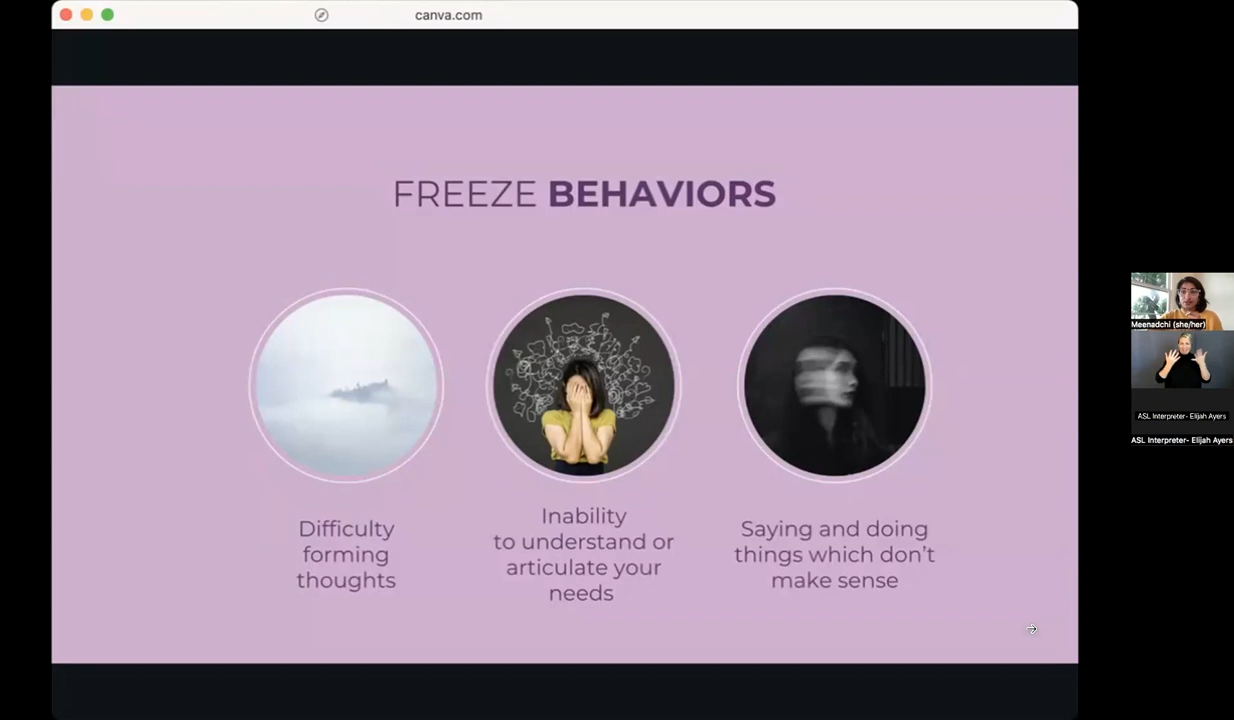 canva.com
FREEZE BEHAVIORS
Difficulty
forming
thoughts
Inability
to understand or
articulate your
needs
Saying and doing
things which don't
make sense
Meenadchi (she/her)
ASL Interpreter- Elijah Ayers
ASL Interpreter- Elijah Ayers